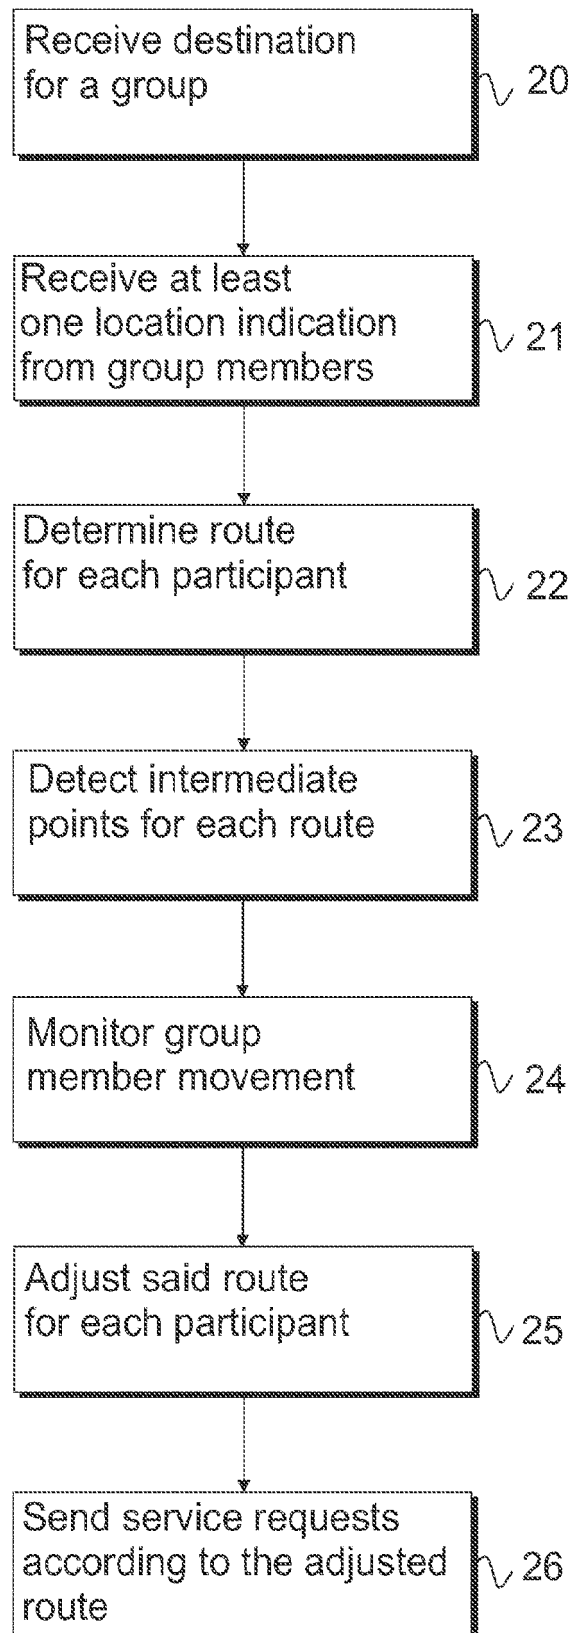 Receive destination
for a group
20
Receive at least
one location indication
from group members
21
Determine route
for each participant
22
Detect intermediate
points for each route
23
Monitor group
member movement
24
Adjust said route
for each participant
25
Send service requests
according to the adjusted
route
26